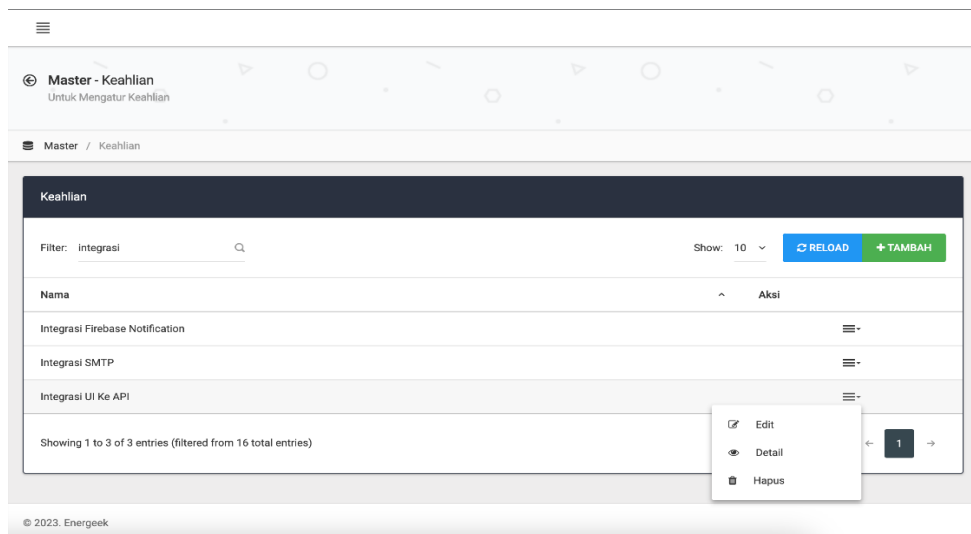 Master - Keahlian
Untuk Mengatur Keahlian
Master / Keahlian
Keahlian
Filter: integrasi Show: 10 RELOAD + TAMBAH
Nama Aksi
Integrasi Firebase Notification
Integrasi SMTP
Integrasi UI Ke API
Edit
Showing 1 to 3 of 3 entries (filtered from 16 total entries) ← 1 →
Detail
Hapus
© 2023. Energeek